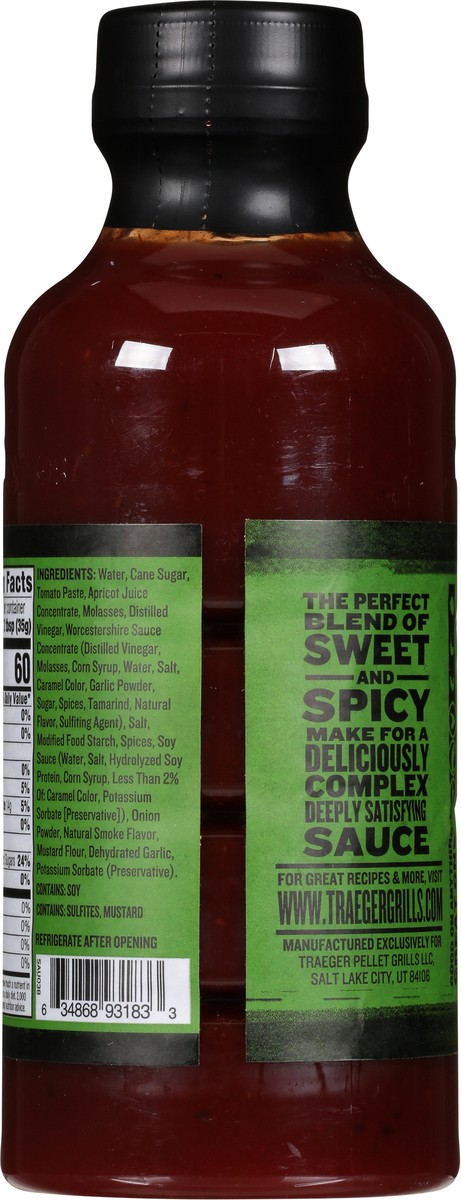 Facts
container
tbsp (35g)
60
Daily Value*
0%
0%
0%
5%
5%
0%
Sugars 24%
0%
0%
0%
0%
0%
INGREDIENTS: Water, Cane Sugar,
Tomato Paste, Apricot Juice
Concentrate, Molasses, Distilled
Vinegar, Worcestershire Sauce
Concentrate (Distilled Vinegar,
Molasses, Corn Syrup, Water, Salt,
Caramel Color, Garlic Powder,
Sugar, Spices, Tamarind, Natural
Flavor, Sulfiting Agent), Salt,
Modified Food Starch, Spices, Soy
Sauce (Water, Salt, Hydrolyzed Soy
Protein, Corn Syrup, Less Than 2%
Of: Caramel Color, Potassium
Sorbate [Preservative]), Onion
Powder, Natural Smoke Flavor,
Mustard Flour, Dehydrated Garlic,
Potassium Sorbate (Preservative).
CONTAINS: SOY
CONTAINS: SULFITES, MUSTARD
REFRIGERATE AFTER OPENING
SAU038
6 34868 93183 3
THE PERFECT
BLEND OF
SWEET
AND
SPICY
MAKE FOR A
DELICIOUSLY
COMPLEX
DEEPLY SATISFYING
SAUCE
FOR GREAT RECIPES & MORE, VISIT
WWW.TRAEGERGRILLS.COM
MANUFACTURED EXCLUSIVELY FOR
TRAEGER PELLET GRILLS LLC,
SALT LAKE CITY, UT 84106